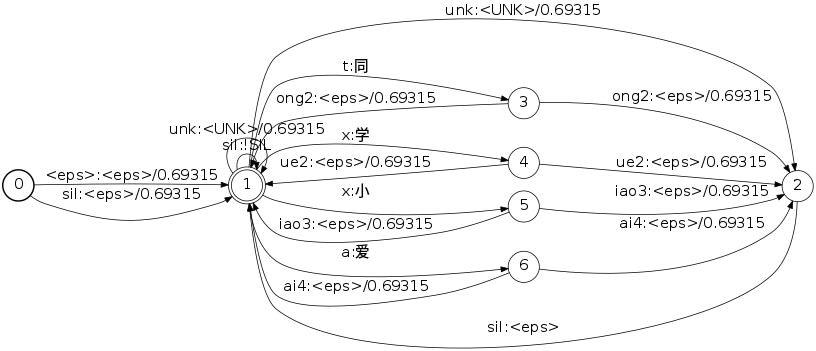 unk:<UNK>/0.69315
t:同
3
ong2:<eps>/0.69315
ong2:<eps>/0.69315
unk:<UNK>/0.69315
x:学
sil:!SIL
4
ue2:<eps>/0.69315
ue2:<eps>/0.69315
0
<eps>:<eps>/0.69315
1
2
sil:<eps>/0.69315
x:小
iao3:<eps>/0.69315
5
iao3:<eps>/0.69315
ai4:<eps>/0.69315
a:爱
6
ai4:<eps>/0.69315
sil:<eps>